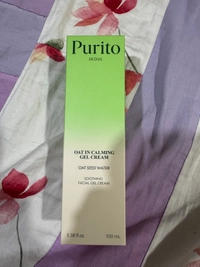 Purito
SEOUL
OAT IN CALMING
GEL CREAM
OAT SEED WATER
SOOTHING
FACIAL GEL CREAM
3.38 fl.oz. 100 mL